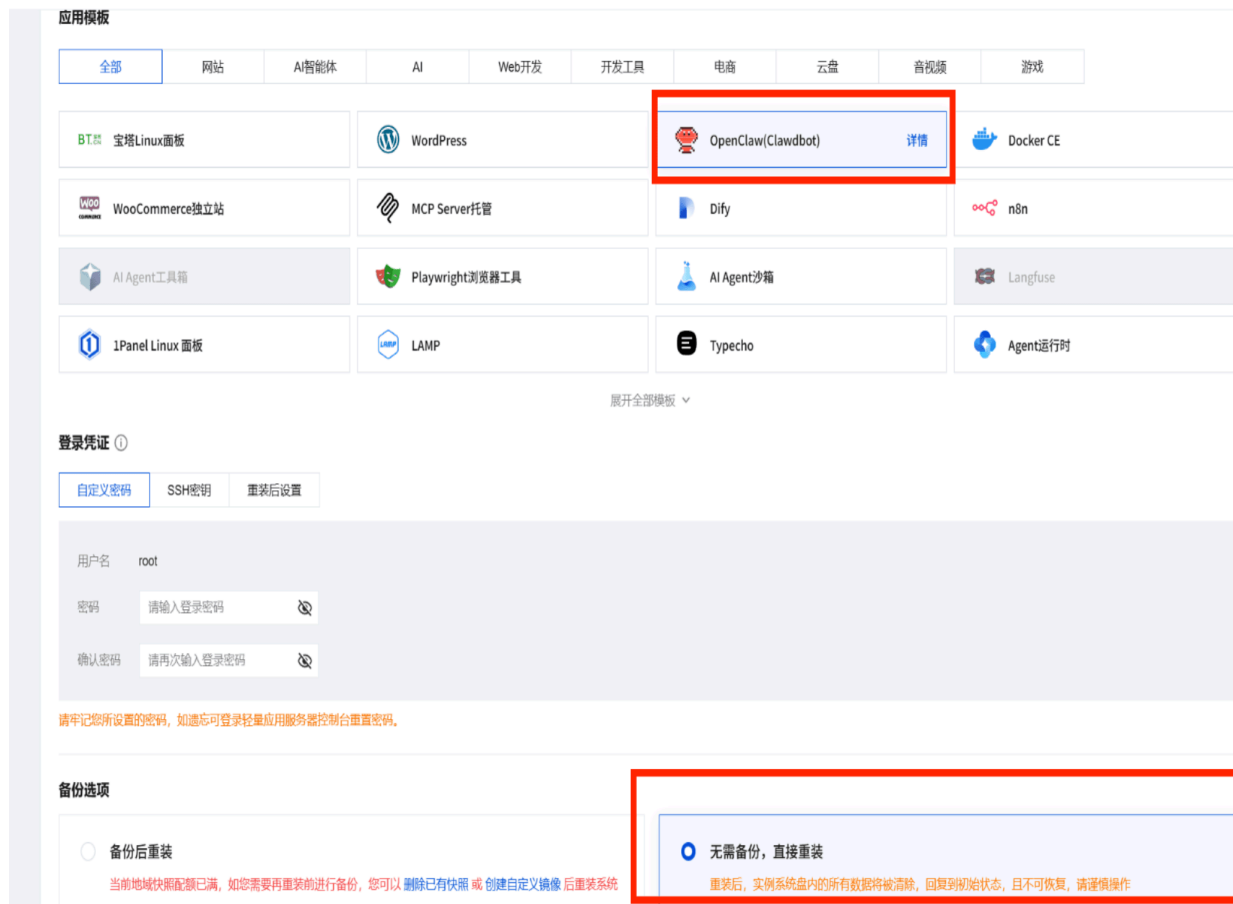 应用模板
全部 网站 AI智能体 AI Web开发 开发工具 电商 云盘 音视频 游戏
BT. 宝塔Linux面板 WordPress OpenClaw(Clawdbot) 详情 Docker CE
WOO COMMERCE WooCommerce独立站 MCP Server托管 Dify n8n
AI Agent工具箱 Playwright浏览器工具 AI Agent沙箱 Langfuse
1Panel Linux 面板 LAMP LAMP Typecho Agent运行时
展开全部模板
登录凭证
自定义密码 SSH密钥 重装后设置
用户名 root
密码 请输入登录密码
确认密码 请再次输入登录密码
请牢记您所设置的密码，如遗忘可登录轻量应用服务器控制台重置密码。
备份选项
备份后重装 无需备份，直接重装
当前地域快照配额已满，如您需要再重装前进行备份，您可以 删除已有快照 或 创建自定义镜像 后重装系统 重装后，实例系统盘内的所有数据将被清除，回复到初始状态，且不可恢复，请谨慎操作